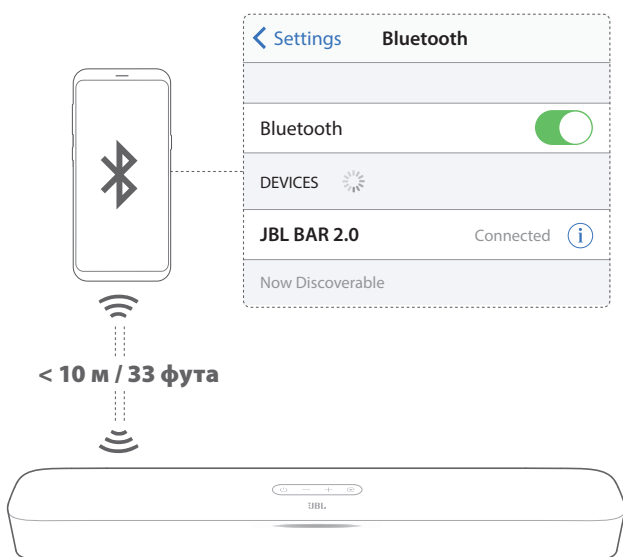 Settings Bluetooth
Bluetooth
DEVICES
JBL BAR 2.0 Connected i
Now Discoverable
< 10 м / 33 фута
JBL